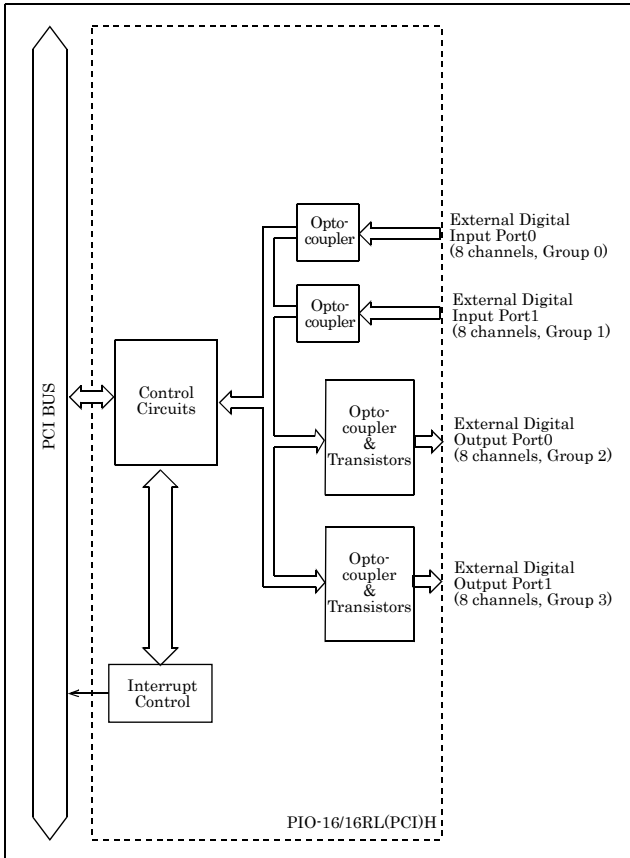 PCI BUS
Control
Circuits
Interrupt
Control
Opto-
coupler
Opto-
coupler
Opto-
coupler
&
Transistors
Opto-
coupler
&
Transistors
External Digital
Input Port0
(8 channels, Group 0)
External Digital
Input Port1
(8 channels, Group 1)
External Digital
Output Port0
(8 channels, Group 2)
External Digital
Output Port1
(8 channels, Group 3)
PIO-16/16RL(PCI)H